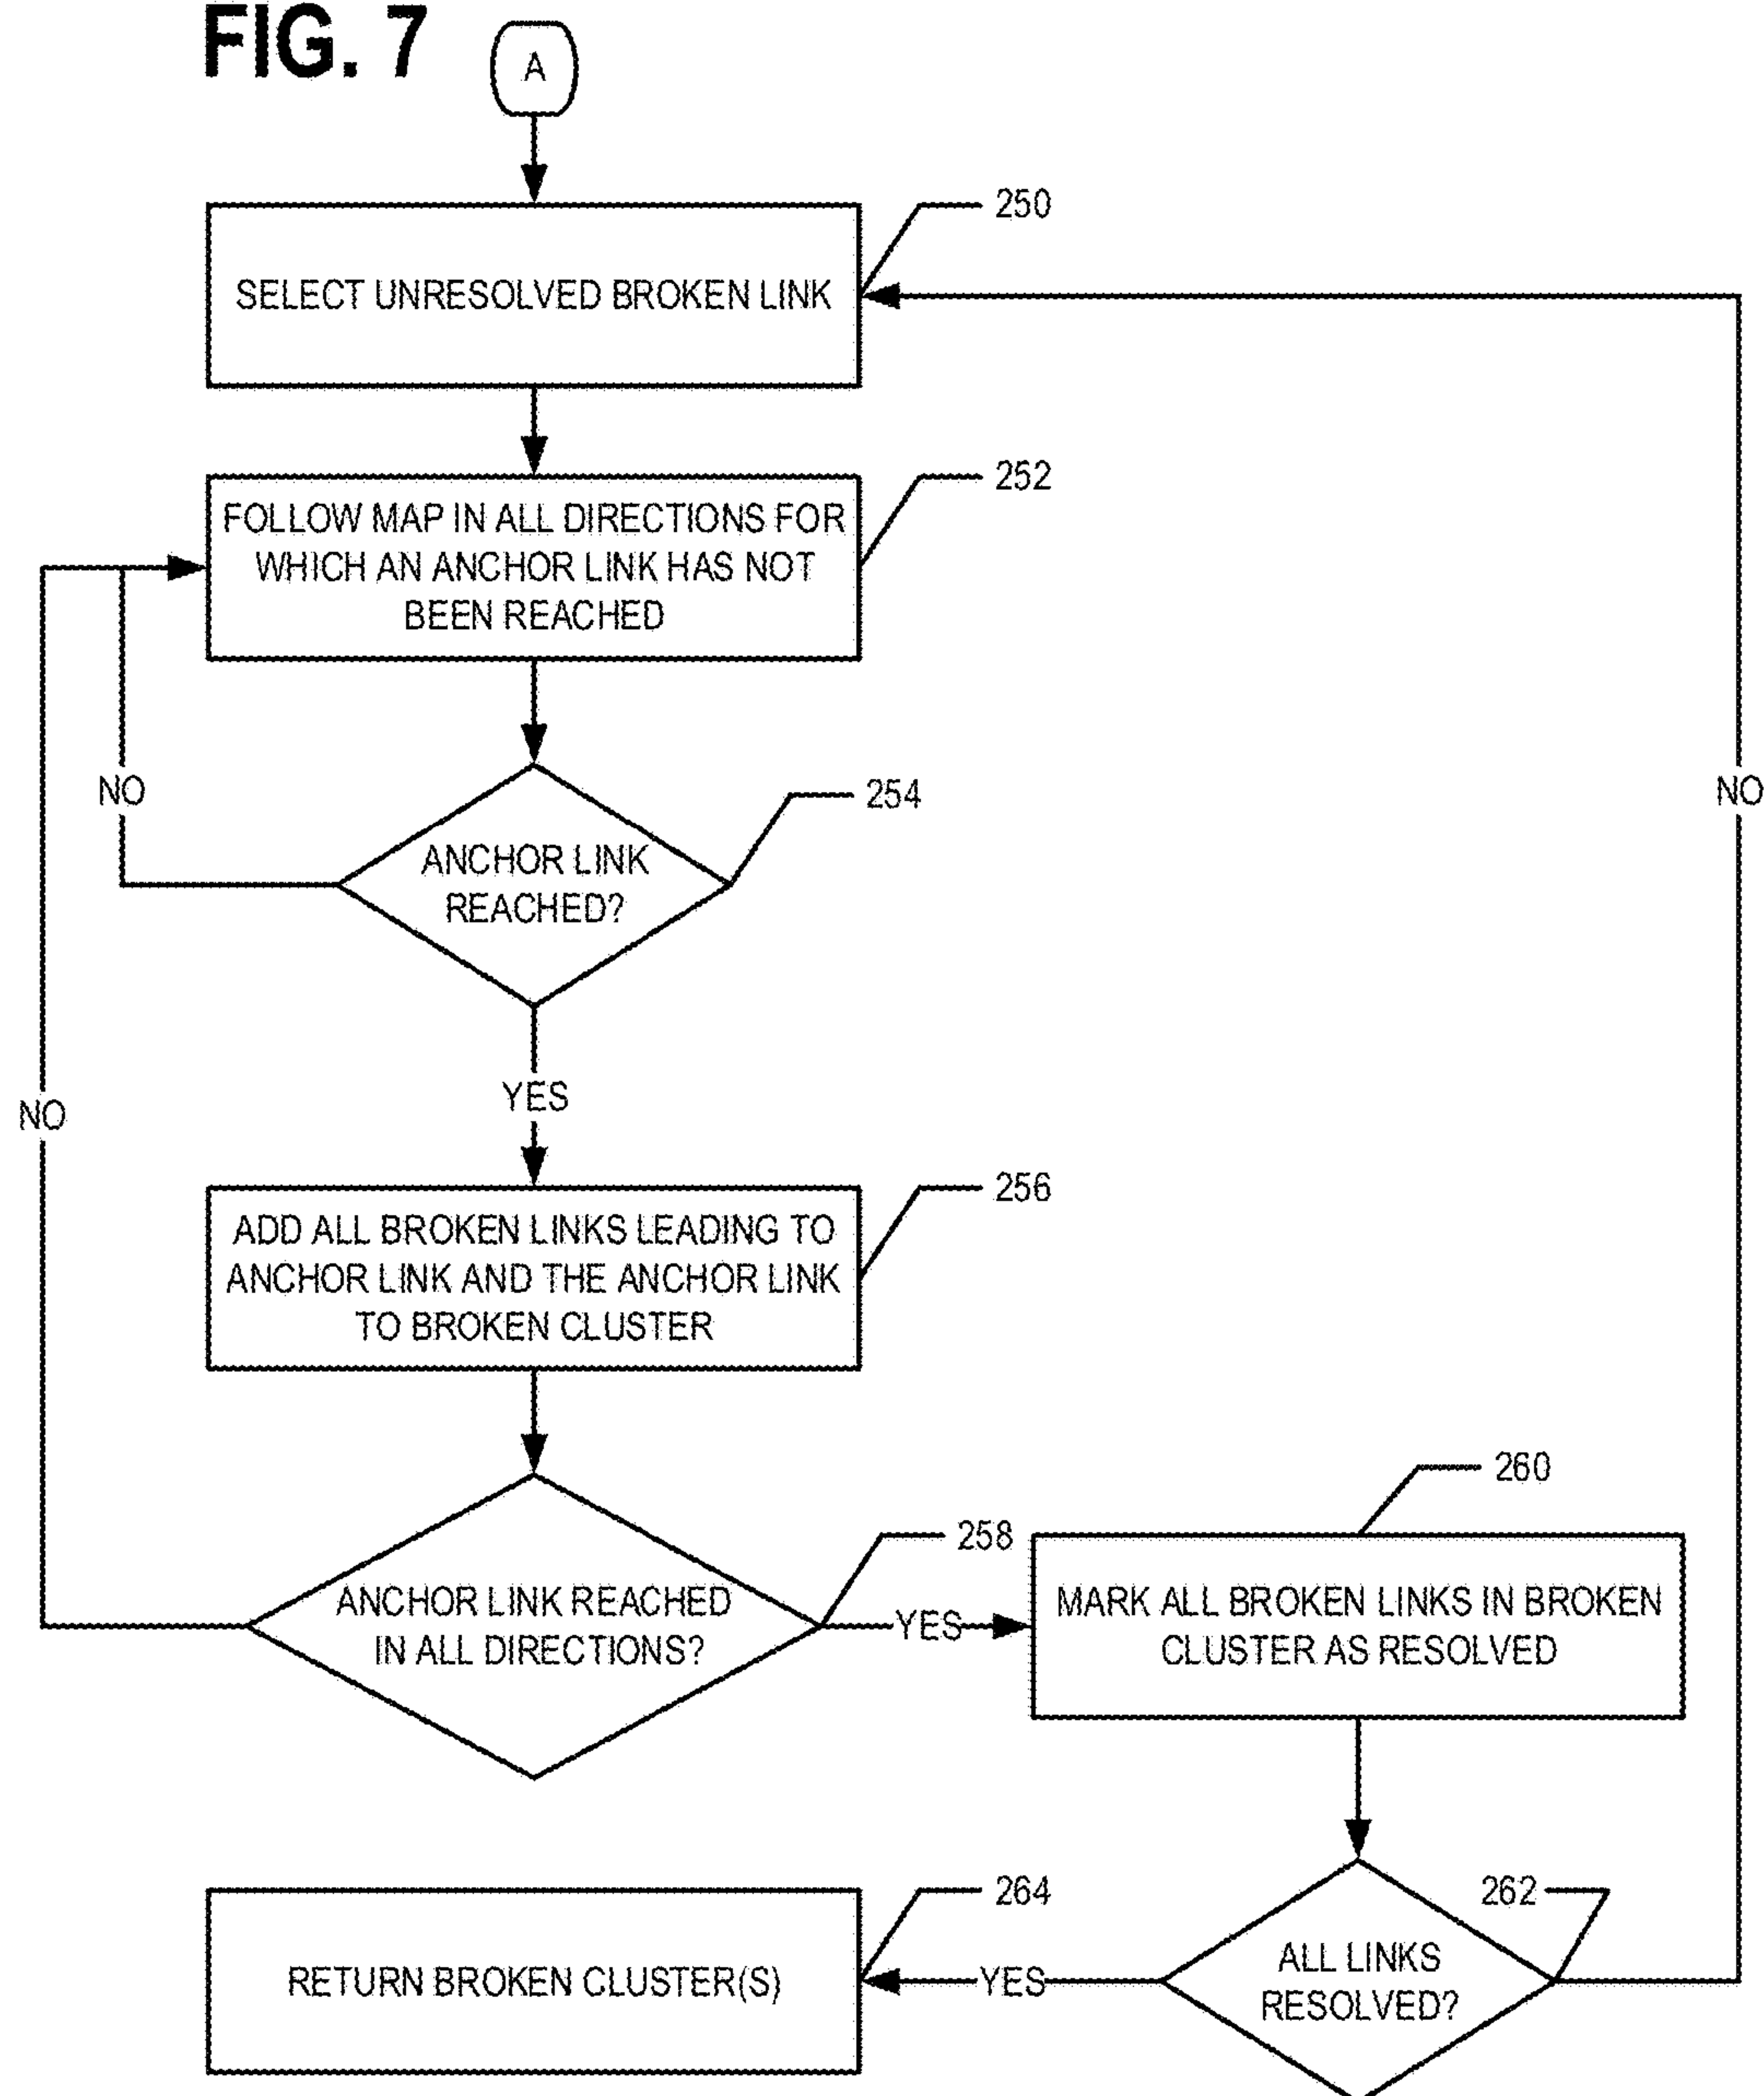 FIG. 7
A
250
SELECT UNRESOLVED BROKEN LINK
252
FOLLOW MAP IN ALL DIRECTIONS FOR
WHICH AN ANCHOR LINK HAS NOT
BEEN REACHED
NO
NO
254
ANCHOR LINK
REACHED?
YES
NO
256
ADD ALL BROKEN LINKS LEADING TO
ANCHOR LINK AND THE ANCHOR LINK
TO BROKEN CLUSTER
260
258
ANCHOR LINK REACHED
IN ALL DIRECTIONS?
YES
MARK ALL BROKEN LINKS IN BROKEN
CLUSTER AS RESOLVED
264
262
RETURN BROKEN CLUSTER(S)
YES
ALL LINKS
RESOLVED?